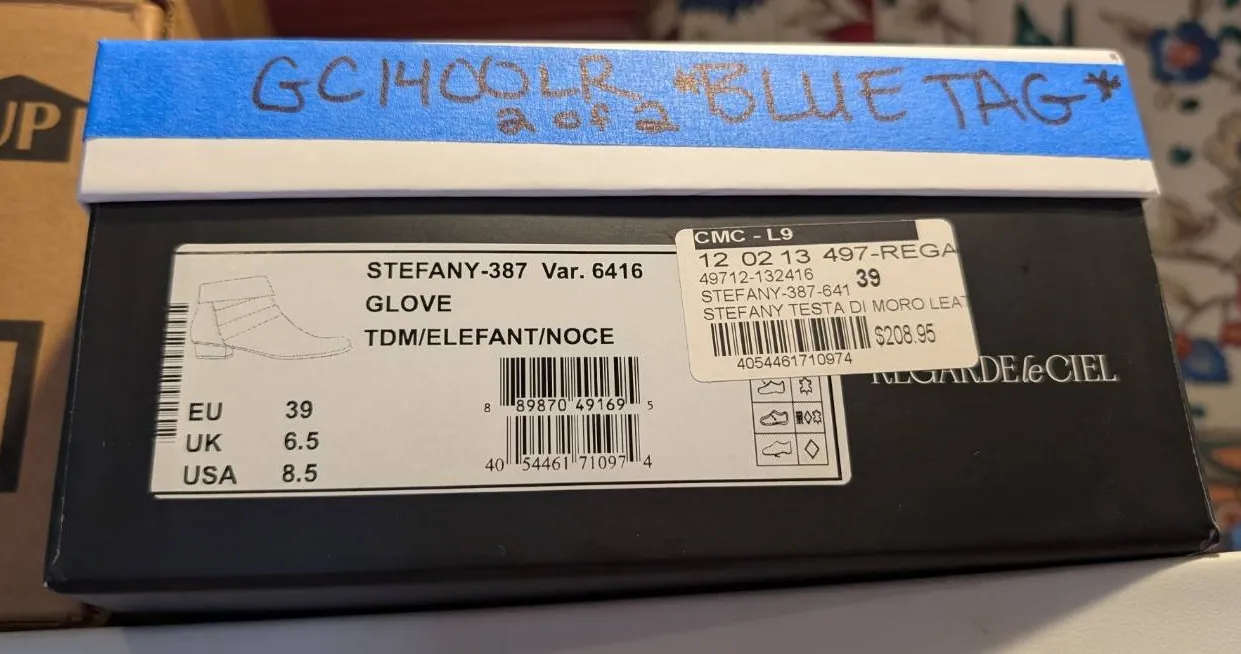 GC1400LR *BLUE TAG*
2 of 2
UP
STEFANY-387 Var. 6416
GLOVE
TDM/ELEFANT/NOCE
EU 39
UK 6.5
USA 8.5
8 89870 49169 5
40 54461 71097 4
CMC - L9
12 02 13 497-REGA
49712-132416 39
STEFANY-387-641
STEFANY TESTA DI MORO LEAT
$208.95
4054461710974
REGARDE le CIEL